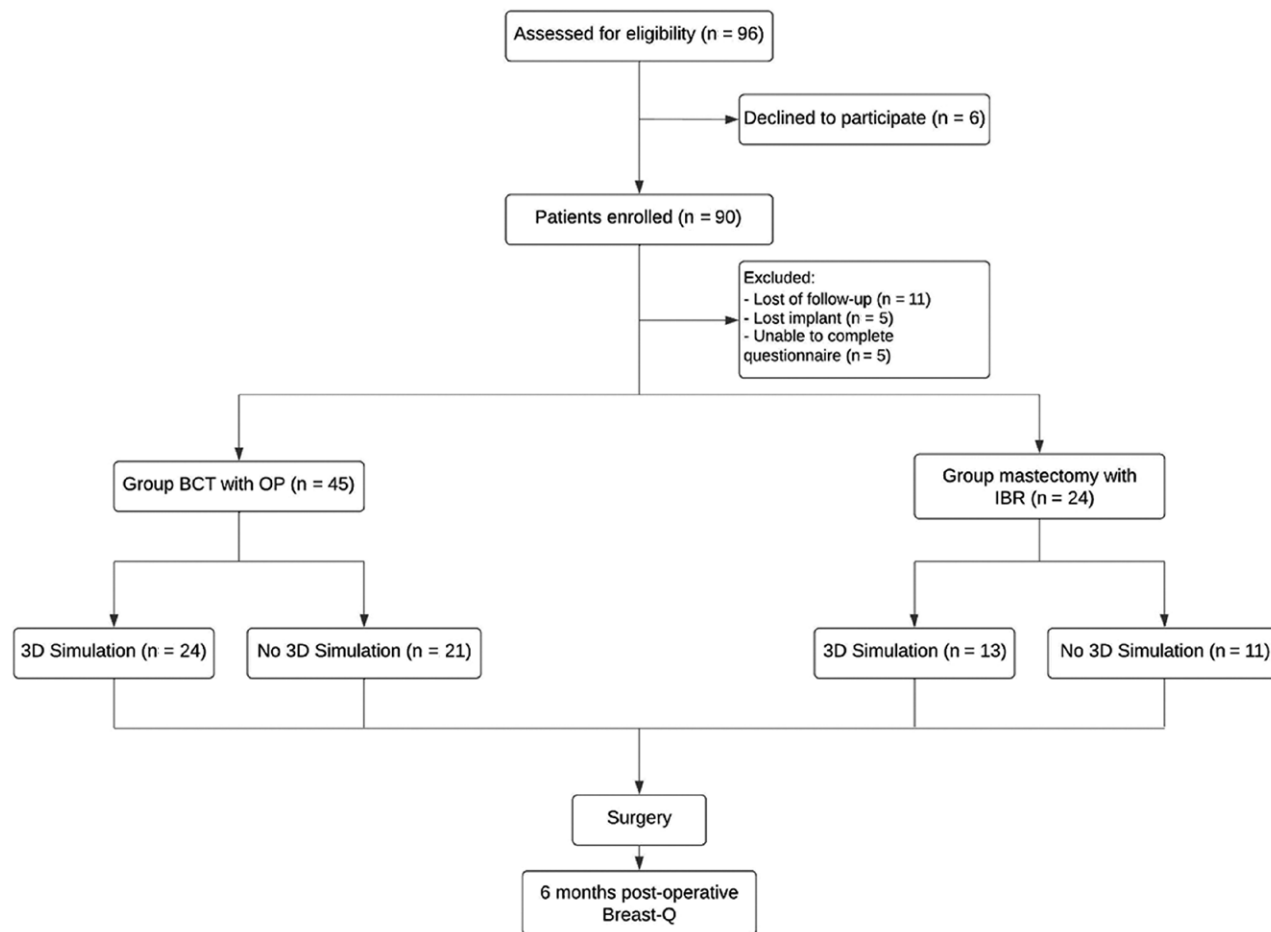 Assessed for eligibility (n = 96)
Declined to participate (n = 6)
Patients enrolled (n = 90)
Excluded:
- Lost of follow-up (n = 11)
- Lost implant (n = 5)
- Unable to complete
questionnaire (n = 5)
Group BCT with OP (n = 45)
Group mastectomy with
IBR (n = 24)
3D Simulation (n = 24)
No 3D Simulation (n = 21)
3D Simulation (n = 13)
No 3D Simulation (n = 11)
Surgery
6 months post-operative
Breast-Q